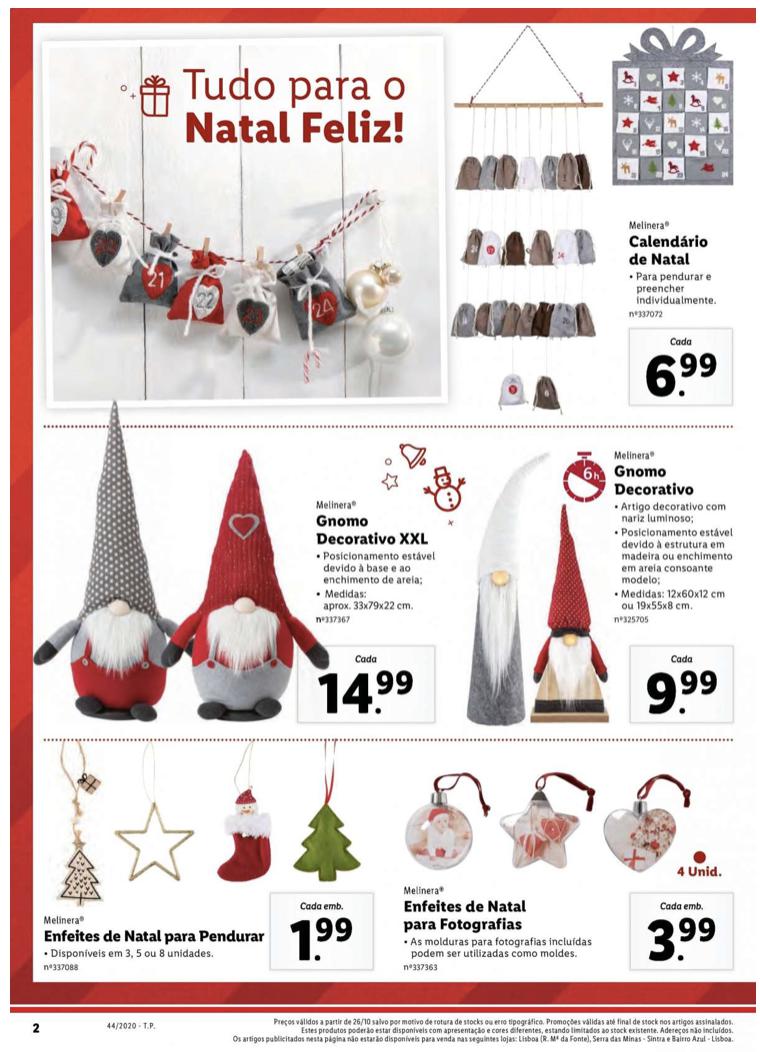 Tudo para o
Natal Feliz!
21
22
23
24
Melinera®
Calendário
de Natal
• Para pendurar e
preencher
individualmente.
nº337072
Cada
6.99
Melinera®
Gnomo
Decorativo XXL
• Posicionamento estável
devido à base e ao
enchimento de areia;
• Medidas:
aprox. 33x79x22 cm.
nº337367
Cada
14.99
6h
Melinera®
Gnomo
Decorativo
• Artigo decorativo com
nariz luminoso;
• Posicionamento estável
devido à estrutura em
madeira ou enchimento
em areia consoante
modelo;
• Medidas: 12x60x12 cm
ou 19x55x8 cm.
nº325705
Cada
9.99
Melinera®
Enfeites de Natal para Pendurar
• Disponíveis em 3, 5 ou 8 unidades.
nº337088
Cada emb.
1.99
4 Unid.
Melinera®
Enfeites de Natal
para Fotografias
• As molduras para fotografias incluídas
podem ser utilizadas como moldes.
nº337363
Cada emb.
3.99
2
44/2020 - T.P.
Preços válidos a partir de 26/10 salvo por motivo de rotura de stocks ou erro tipográfico. Promoções válidas até final de stock nos artigos assinalados.
Estes produtos poderão estar disponíveis com apresentação e cores diferentes, estando limitados ao stock existente. Adereços não incluídos.
Os artigos publicitados nesta página não estarão disponíveis para venda nas seguintes lojas: Lisboa (R. Mª da Fonte), Serra das Minas - Sintra e Bairro Azul - Lisboa.